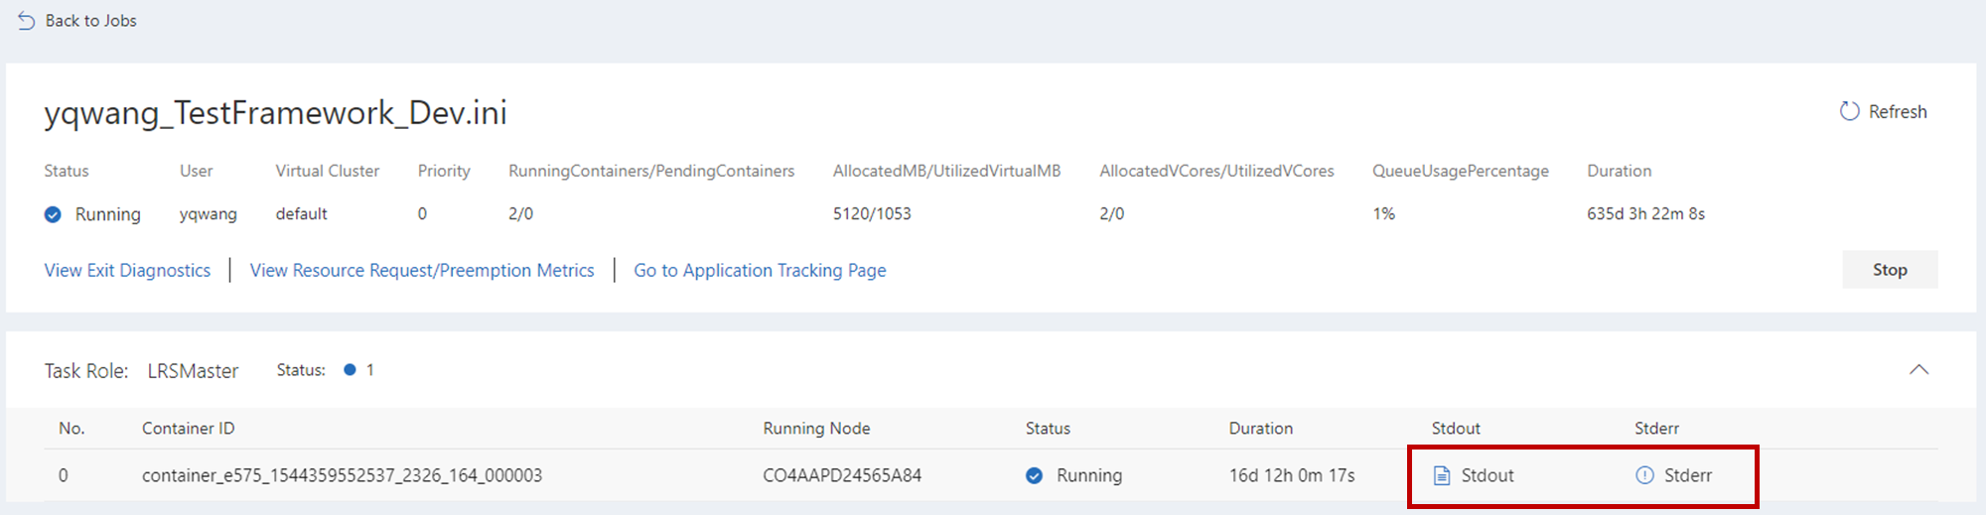 Back to Jobs
yqwang_TestFramework_Dev.ini
Refresh
Status User Virtual Cluster Priority RunningContainers/PendingContainers AllocatedMB/UtilizedVirtualMB AllocatedVCores/UtilizedVCores QueueUsagePercentage Duration
Running yqwang default 0 2/0 5120/1053 2/0 1% 635d 3h 22m 8s
View Exit Diagnostics | View Resource Request/Preemption Metrics | Go to Application Tracking Page
Stop
Task Role: LRSMaster Status: 1
No. Container ID Running Node Status Duration Stdout Stderr
0 container_e575_1544359552537_2326_164_000003 CO4AAPD24565A84 Running 16d 12h 0m 17s Stdout Stderr